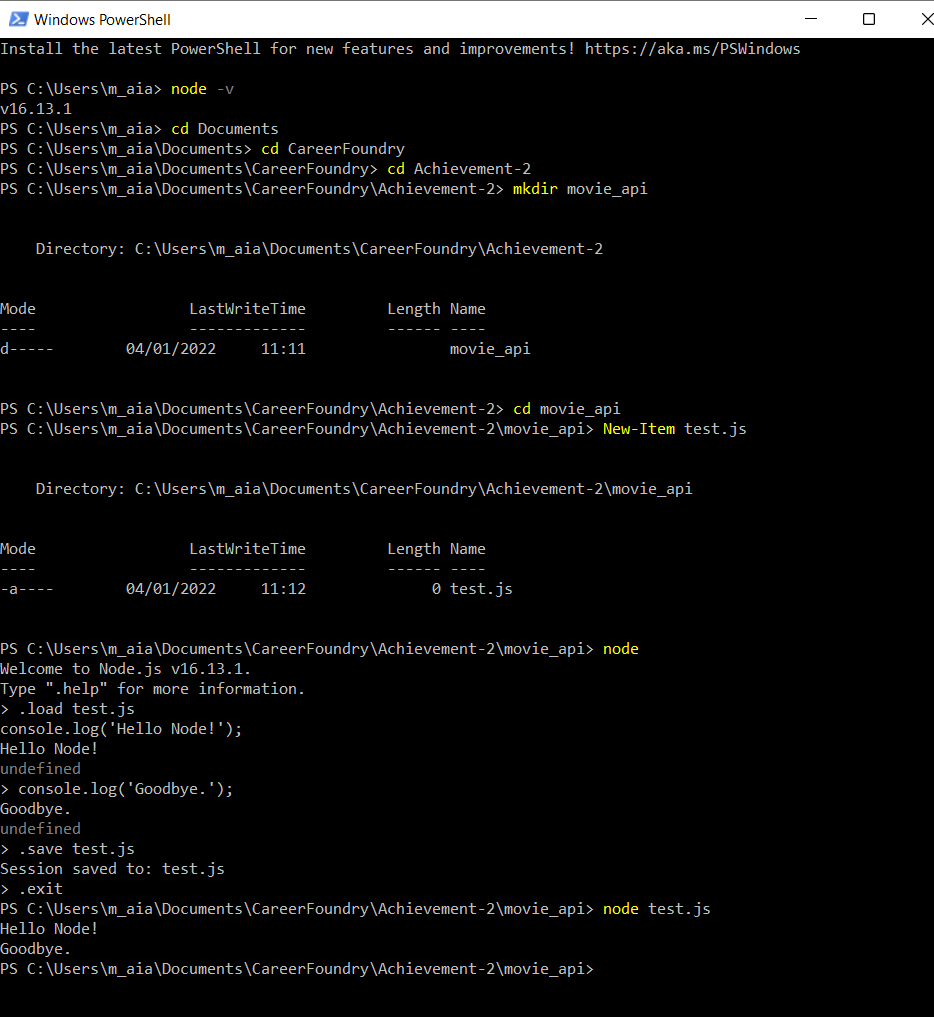 Windows PowerShell
Install the latest PowerShell for new features and improvements! https://aka.ms/PSWindows
PS C:\Users\m_aia> node -v
v16.13.1
PS C:\Users\m_aia> cd Documents
PS C:\Users\m_aia\Documents> cd CareerFoundry
PS C:\Users\m_aia\Documents\CareerFoundry> cd Achievement-2
PS C:\Users\m_aia\Documents\CareerFoundry\Achievement-2> mkdir movie_api
    Directory: C:\Users\m_aia\Documents\CareerFoundry\Achievement-2
Mode                 LastWriteTime         Length Name
----                 -------------         ------ ----
d-----        04/01/2022     11:11                movie_api
PS C:\Users\m_aia\Documents\CareerFoundry\Achievement-2> cd movie_api
PS C:\Users\m_aia\Documents\CareerFoundry\Achievement-2\movie_api> New-Item test.js
    Directory: C:\Users\m_aia\Documents\CareerFoundry\Achievement-2\movie_api
Mode                 LastWriteTime         Length Name
----                 -------------         ------ ----
-a----        04/01/2022     11:12              0 test.js
PS C:\Users\m_aia\Documents\CareerFoundry\Achievement-2\movie_api> node
Welcome to Node.js v16.13.1.
Type ".help" for more information.
> .load test.js
console.log('Hello Node!');
Hello Node!
undefined
> console.log('Goodbye.');
Goodbye.
undefined
> .save test.js
Session saved to: test.js
> .exit
PS C:\Users\m_aia\Documents\CareerFoundry\Achievement-2\movie_api> node test.js
Hello Node!
Goodbye.
PS C:\Users\m_aia\Documents\CareerFoundry\Achievement-2\movie_api>